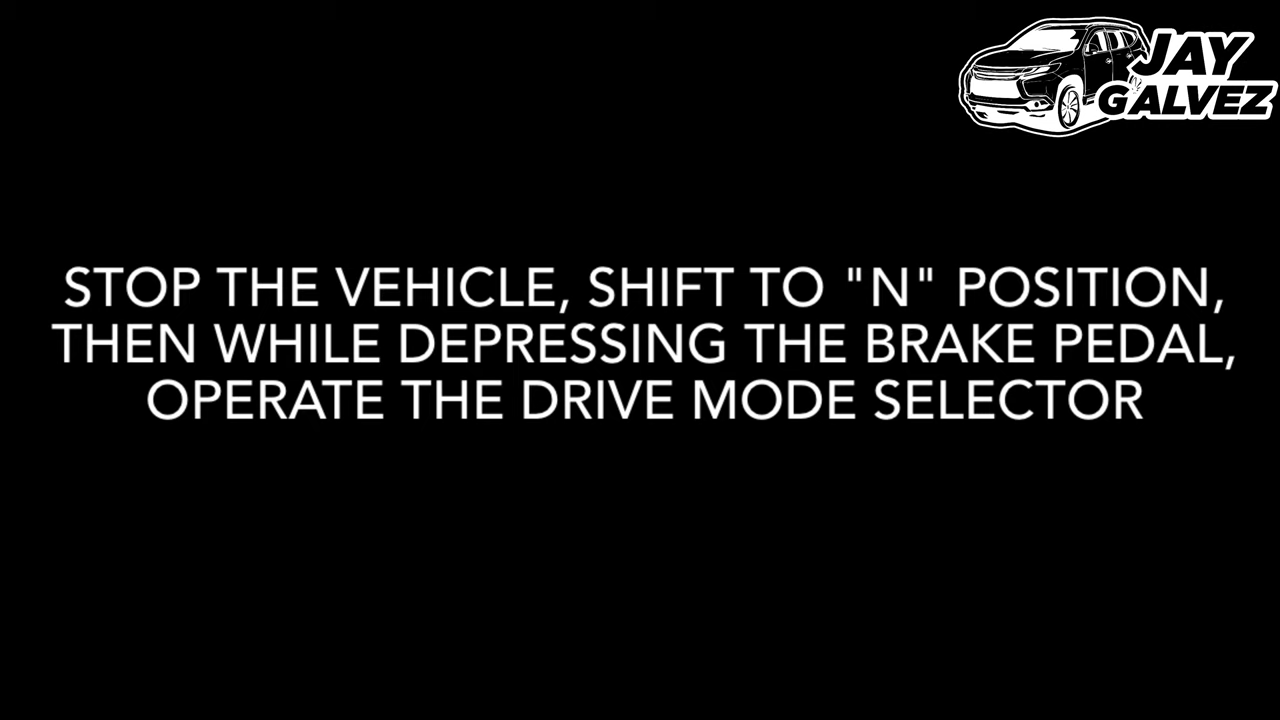 JAY
GALVEZ
STOP THE VEHICLE, SHIFT TO "N" POSITION,
THEN WHILE DEPRESSING THE BRAKE PEDAL,
OPERATE THE DRIVE MODE SELECTOR